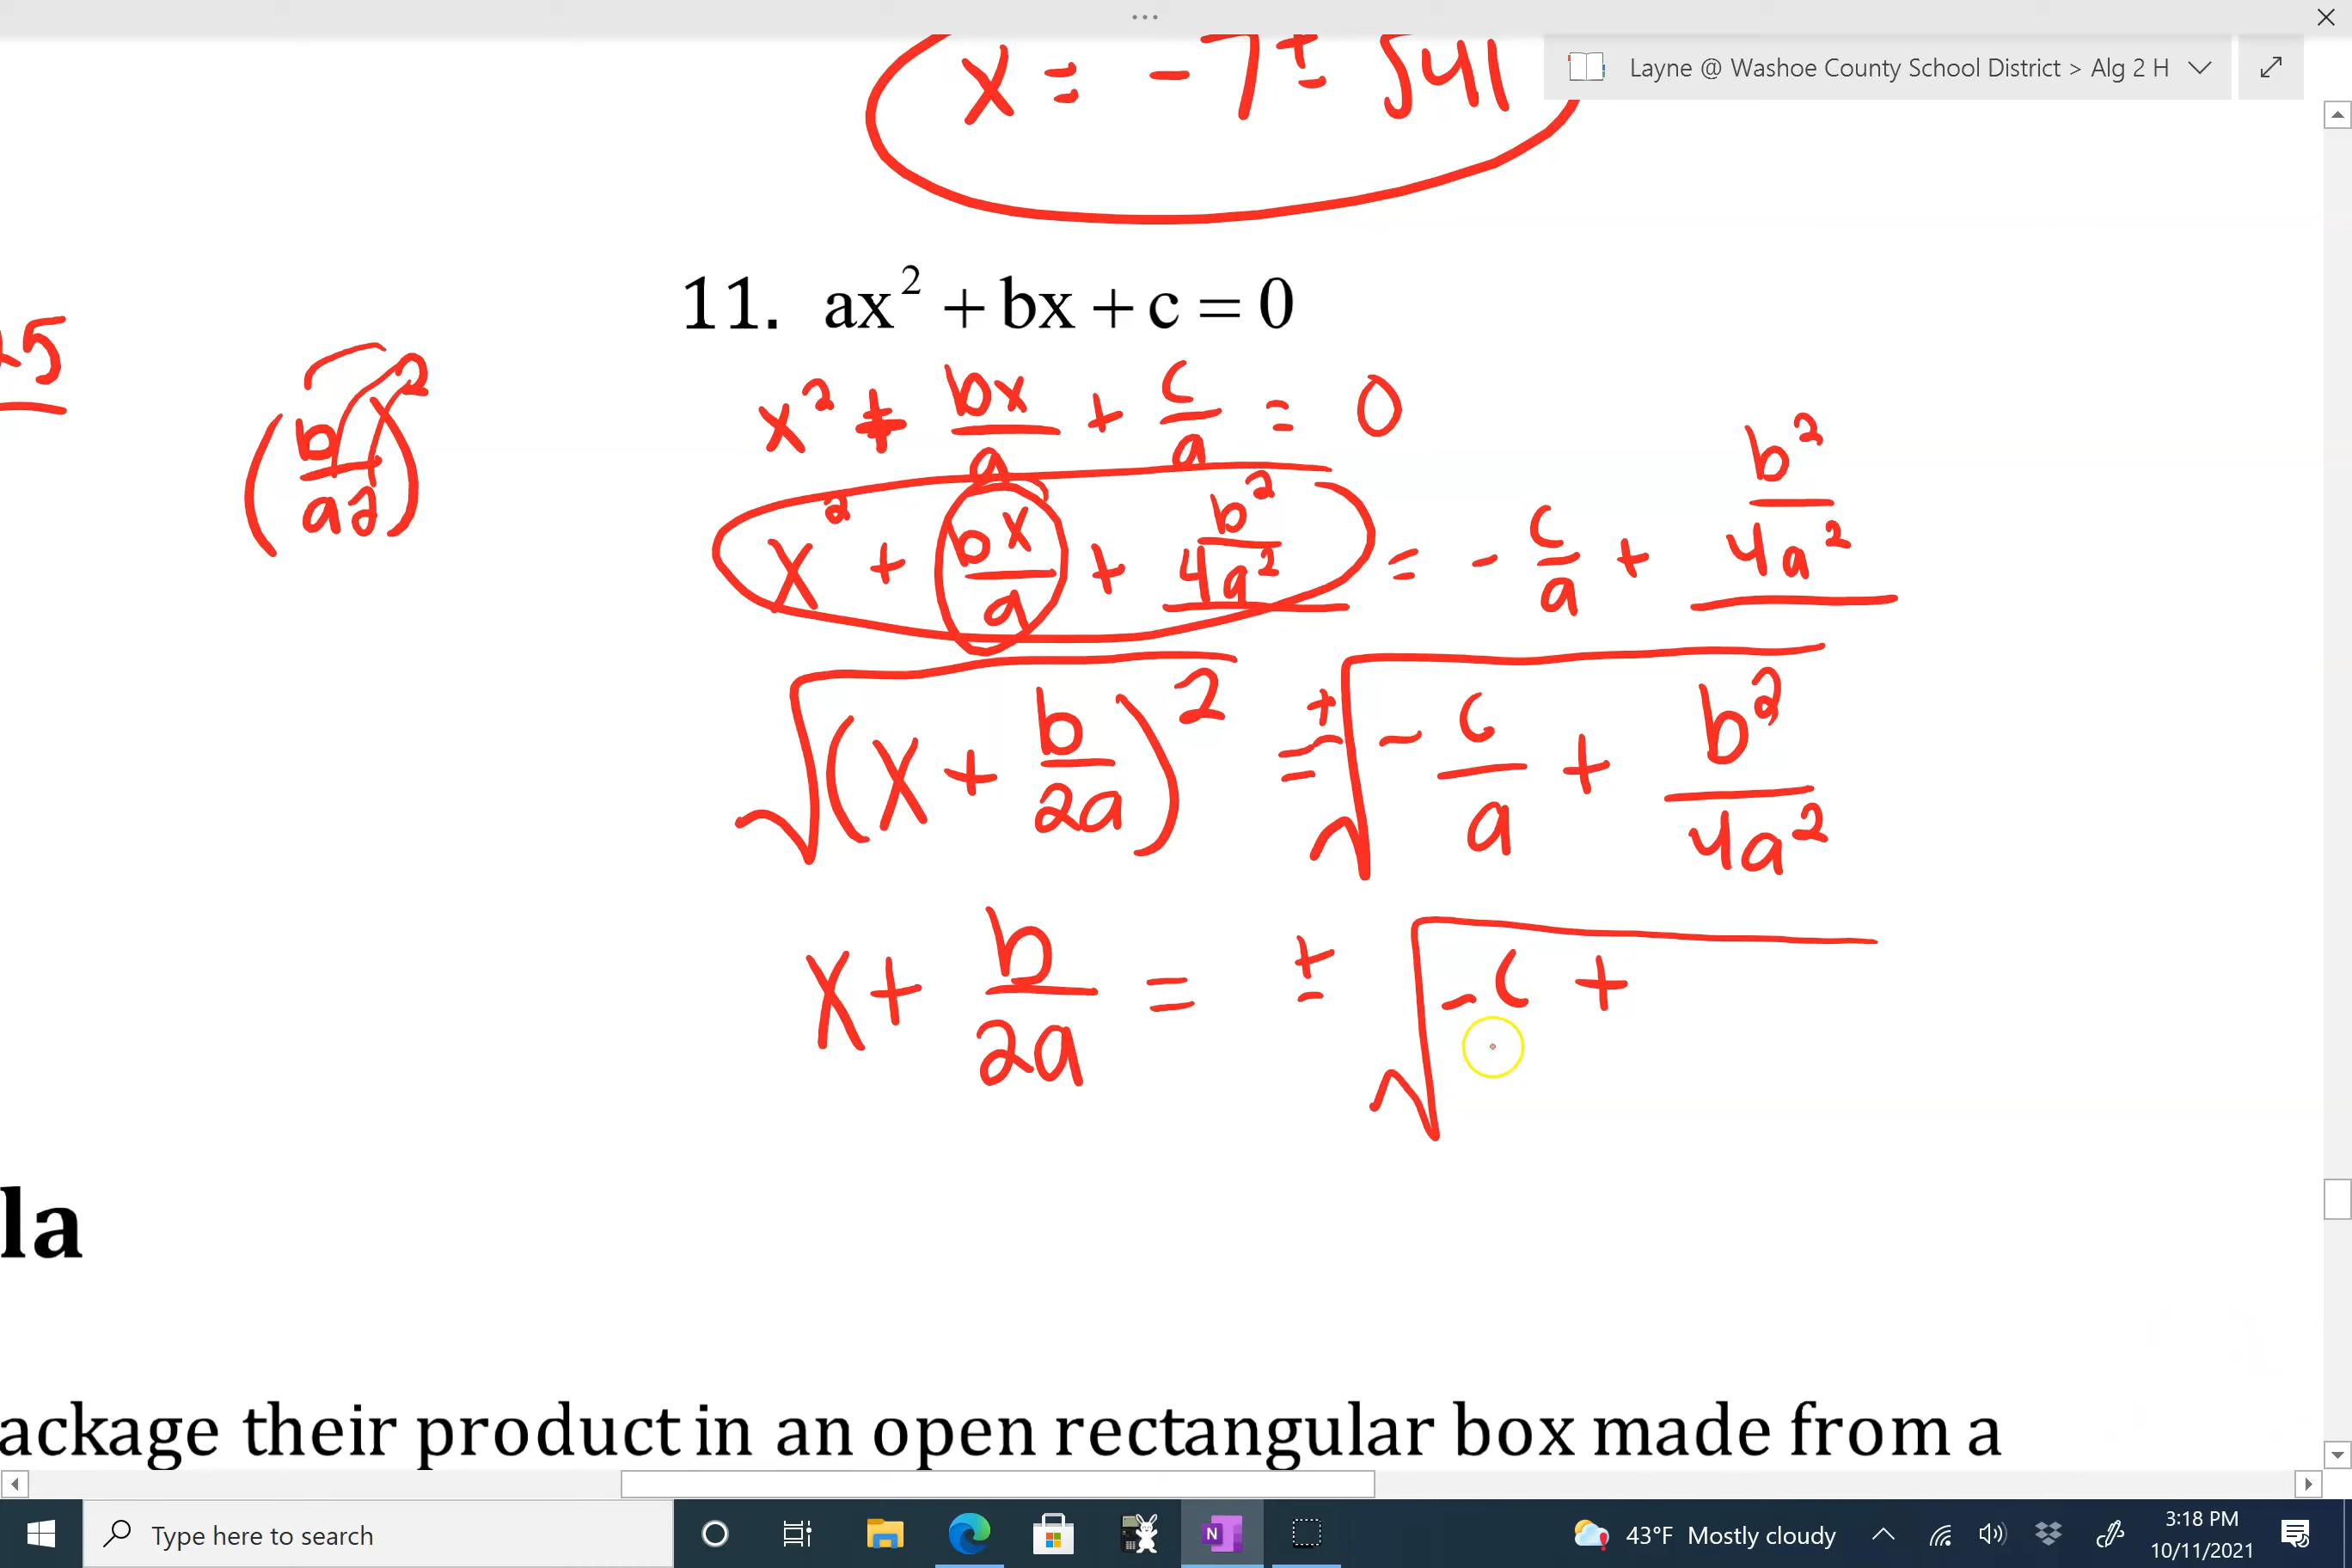 x = -7 ± √41
Layne @ Washoe County School District > Alg 2 H
11. ax² + bx + c = 0
25
(b/a2)²
x² + bx/a + c/a = 0
x² + bx/a + b²/4a² = - c/a + b²/4a²
√(x + b/2a)² = ±√- c/a + b²/4a²
x + b/2a = ± √-c +
la
ackage their product in an open rectangular box made from a
Type here to search
N
43°F Mostly cloudy
3:18 PM
10/11/2021